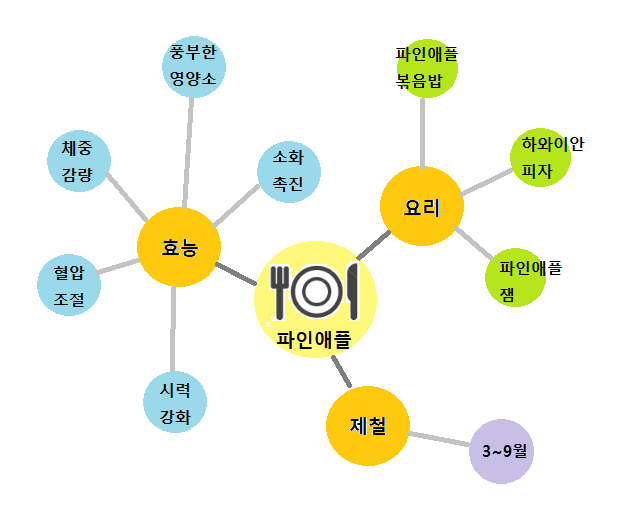 풍부한
영양소
체중
감량
소화
촉진
효능
혈압
조절
시력
강화
파인애플
볶음밥
하와이안
피자
요리
파인애플
잼
파인애플
제철
3~9월